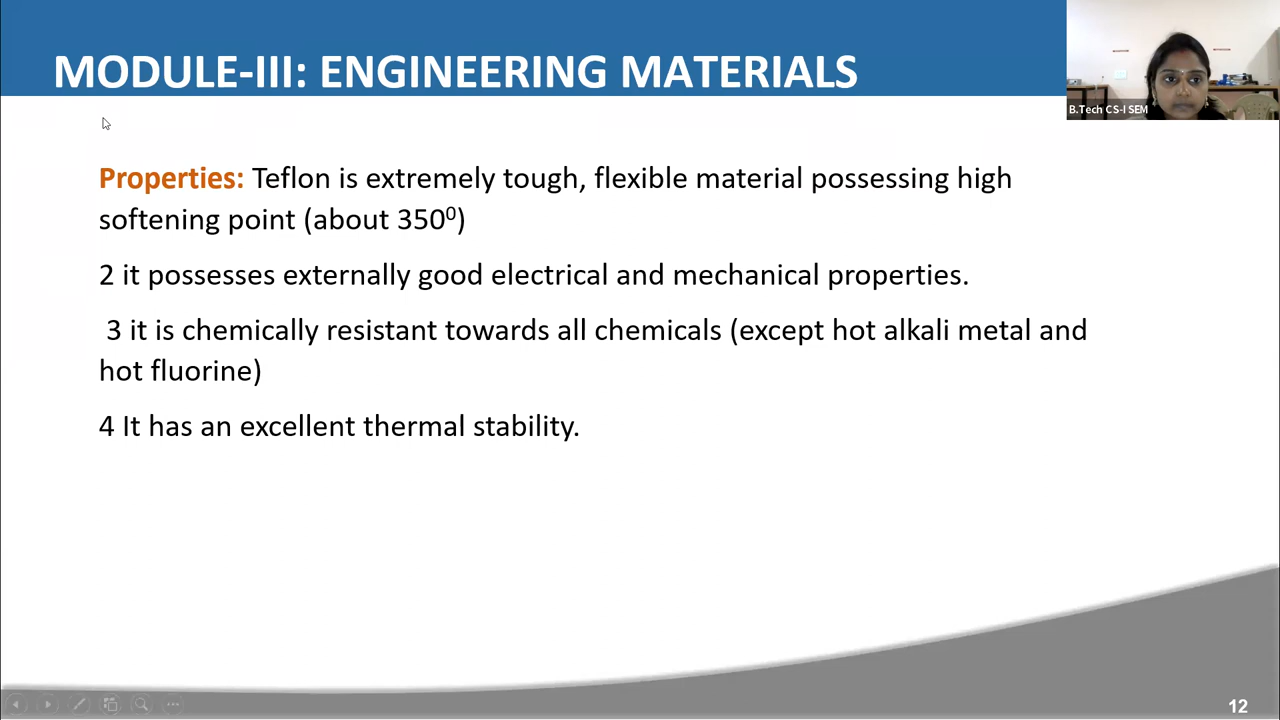 MODULE-III: ENGINEERING MATERIALS
B.Tech CS-I SEM
Properties: Teflon is extremely tough, flexible material possessing high
softening point (about 350⁰)
2 it possesses externally good electrical and mechanical properties.
3 it is chemically resistant towards all chemicals (except hot alkali metal and
hot fluorine)
4 It has an excellent thermal stability.
12